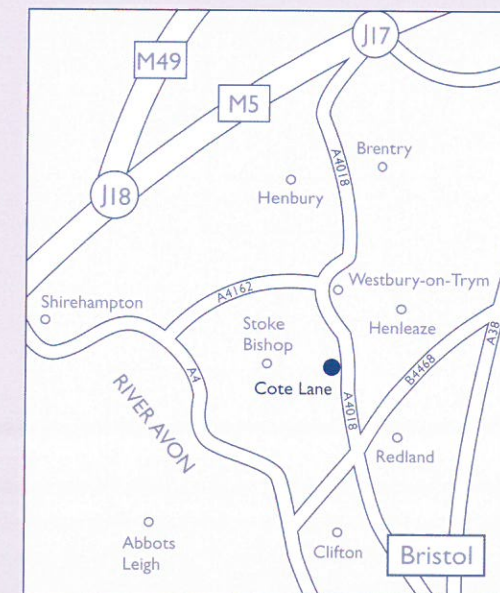 J17
M49
M5
Brentry
A4018
Henbury
J18
Westbury-on-Trym
A4162
Shirehampton
Henleaze
Stoke
Bishop
A38
B4468
A4
Cote Lane
A4018
RIVER AVON
Redland
Abbots
Leigh
Clifton
Bristol